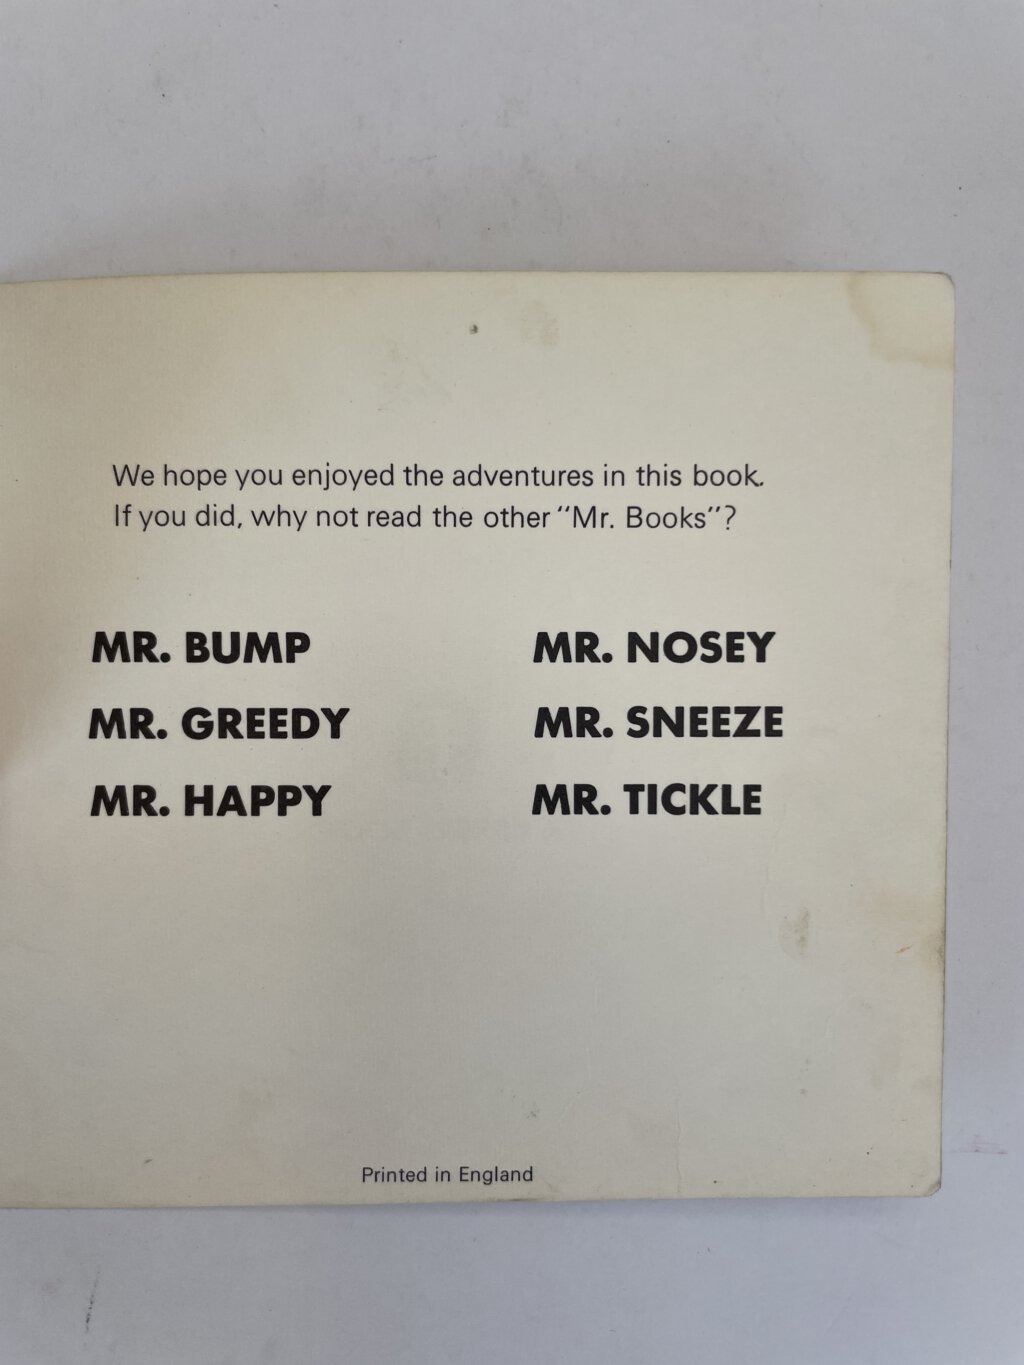 We hope you enjoyed the adventures in this book.
If you did, why not read the other "Mr. Books"?
MR. BUMP
MR. GREEDY
MR. HAPPY
MR. NOSEY
MR. SNEEZE
MR. TICKLE
Printed in England